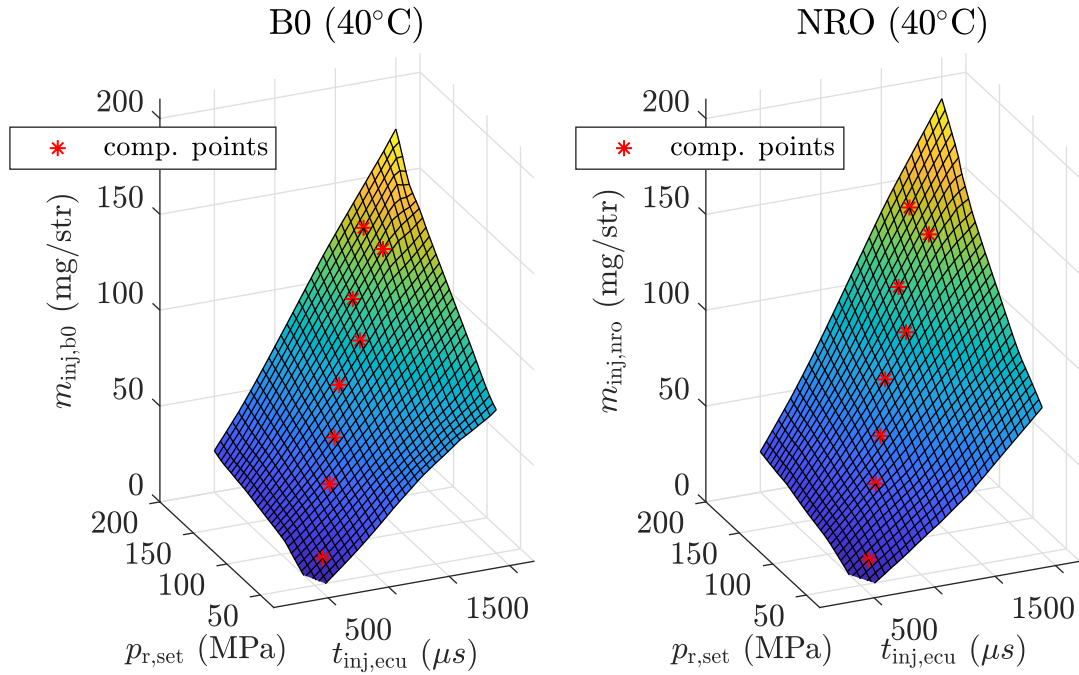 B0 (40°C)
comp. points
200
150
100
50
0
m_inj,b0 (mg/str)
200
150
100
50
p_r,set (MPa)
500
1500
t_inj,ecu (μs)
NRO (40°C)
comp. points
200
150
100
50
0
m_inj,nro (mg/str)
200
150
100
50
p_r,set (MPa)
500
1500
t_inj,ecu (μs)